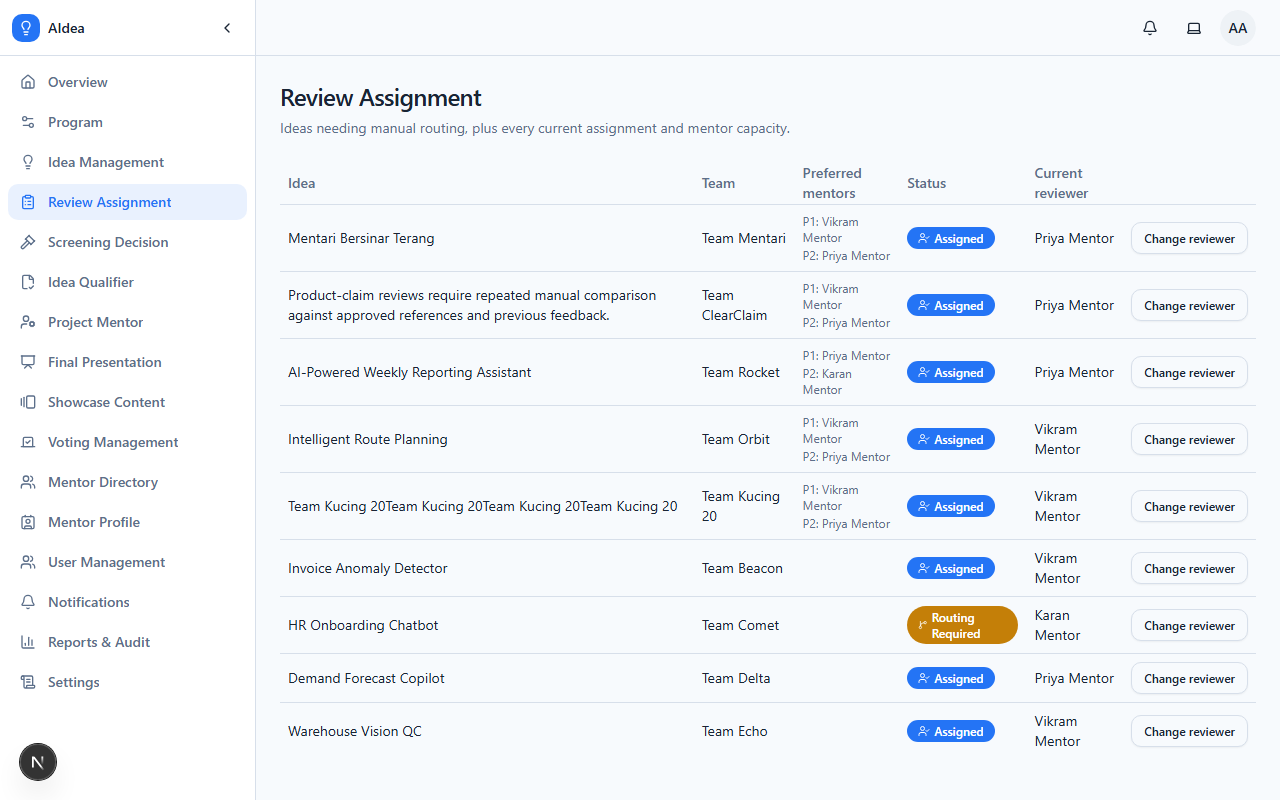 AIdea
AA
Overview
Program
Idea Management
Review Assignment
Screening Decision
Idea Qualifier
Project Mentor
Final Presentation
Showcase Content
Voting Management
Mentor Directory
Mentor Profile
User Management
Notifications
Reports & Audit
Settings
N
Review Assignment
Ideas needing manual routing, plus every current assignment and mentor capacity.
Idea
Team
Preferred
mentors
Status
Current
reviewer
Mentari Bersinar Terang
Team Mentari
P1: Vikram
Mentor
P2: Priya Mentor
Assigned
Priya Mentor
Change reviewer
Product-claim reviews require repeated manual comparison
against approved references and previous feedback.
Team
ClearClaim
P1: Vikram
Mentor
P2: Priya Mentor
Assigned
Priya Mentor
Change reviewer
AI-Powered Weekly Reporting Assistant
Team Rocket
P1: Priya Mentor
P2: Karan
Mentor
Assigned
Priya Mentor
Change reviewer
Intelligent Route Planning
Team Orbit
P1: Vikram
Mentor
P2: Priya Mentor
Assigned
Vikram
Mentor
Change reviewer
Team Kucing 20Team Kucing 20Team Kucing 20Team Kucing 20
Team Kucing
20
P1: Vikram
Mentor
P2: Priya Mentor
Assigned
Vikram
Mentor
Change reviewer
Invoice Anomaly Detector
Team Beacon
Assigned
Vikram
Mentor
Change reviewer
HR Onboarding Chatbot
Team Comet
Routing
Required
Karan
Mentor
Change reviewer
Demand Forecast Copilot
Team Delta
Assigned
Priya Mentor
Change reviewer
Warehouse Vision QC
Team Echo
Assigned
Vikram
Mentor
Change reviewer